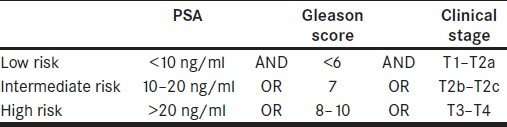 PSA Gleason score Clinical stage
Low risk <10 ng/ml AND <6 AND T1–T2a
Intermediate risk 10–20 ng/ml OR 7 OR T2b–T2c
High risk >20 ng/ml OR 8–10 OR T3–T4